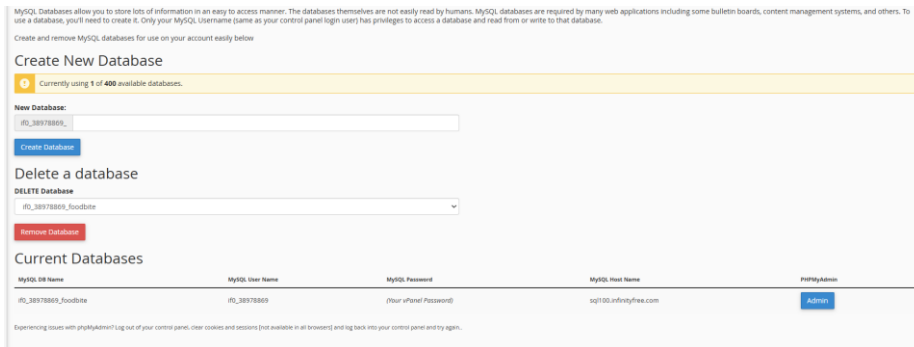 MySQL Databases allow you to store lots of information in an easy to access manner. The databases themselves are not easily read by humans. MySQL databases are required by many web applications including some bulletin boards, content management systems, and others. To
use a database, you'll need to create it. Only your MySQL Username (same as your control panel login user) has privileges to access a database and read from or write to that database.
Create and remove MySQL databases for use on your account easily below
Create New Database
Currently using 1 of 400 available databases.
New Database:
if0_38978869_
Create Database
Delete a database
DELETE Database
if0_38978869_foodbite
Remove Database
Current Databases
MySQL DB Name MySQL User Name MySQL Password MySQL Host Name PHPMyAdmin
if0_38978869_foodbite if0_38978869 (Your vPanel Password) sql100.infinityfree.com Admin
Experiencing issues with phpMyAdmin? Log out of your control panel, clear cookies and sessions [not available in all browsers] and log back into your control panel and try again..